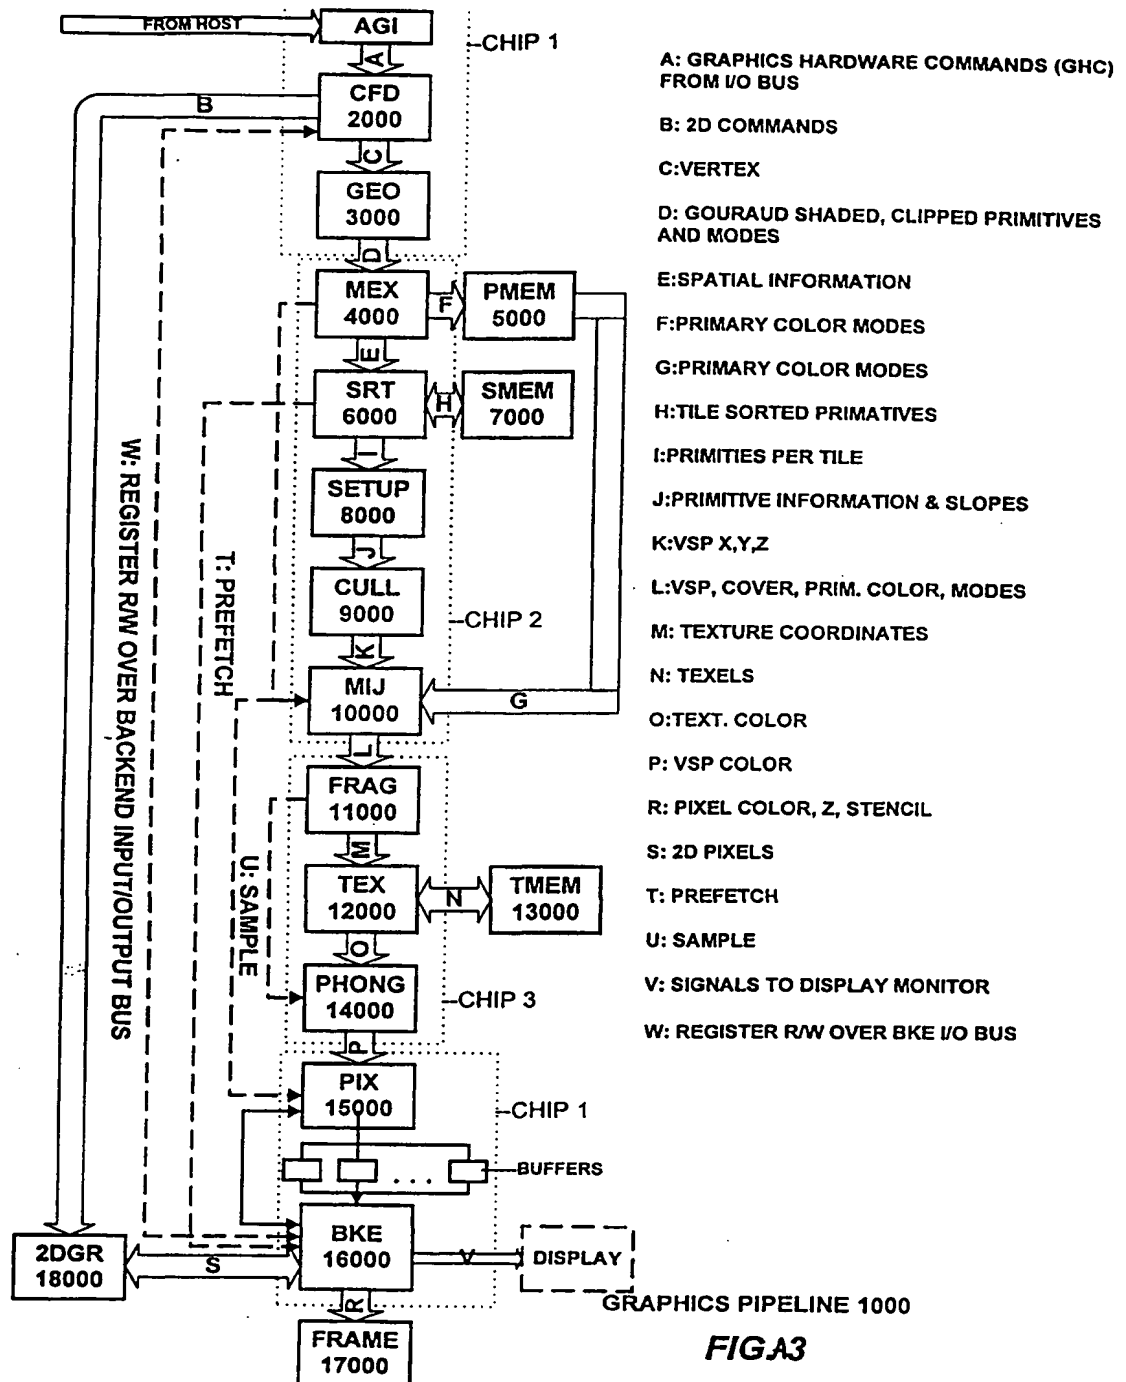 FROM HOST
AGI
CHIP 1
A
CFD
2000
B
C
GEO
3000
D
MEX
4000
F
PMEM
5000
E
SRT
6000
H
SMEM
7000
I
SETUP
8000
J
CULL
9000
CHIP 2
K
MIJ
10000
G
L
FRAG
11000
M
TEX
12000
N
TMEM
13000
O
PHONG
14000
CHIP 3
P
PIX
15000
CHIP 1
BUFFERS
. . .
BKE
16000
V
DISPLAY
2DGR
18000
S
R
FRAME
17000
W: REGISTER R/W OVER BACKEND INPUT/OUTPUT BUS
T: PREFETCH
U: SAMPLE
A: GRAPHICS HARDWARE COMMANDS (GHC)
FROM I/O BUS
B: 2D COMMANDS
C:VERTEX
D: GOURAUD SHADED, CLIPPED PRIMITIVES
AND MODES
E:SPATIAL INFORMATION
F:PRIMARY COLOR MODES
G:PRIMARY COLOR MODES
H:TILE SORTED PRIMATIVES
I:PRIMITIES PER TILE
J:PRIMITIVE INFORMATION & SLOPES
K:VSP X,Y,Z
L:VSP, COVER, PRIM. COLOR, MODES
M: TEXTURE COORDINATES
N: TEXELS
O:TEXT. COLOR
P: VSP COLOR
R: PIXEL COLOR, Z, STENCIL
S: 2D PIXELS
T: PREFETCH
U: SAMPLE
V: SIGNALS TO DISPLAY MONITOR
W: REGISTER R/W OVER BKE I/O BUS
GRAPHICS PIPELINE 1000
FIG.A3